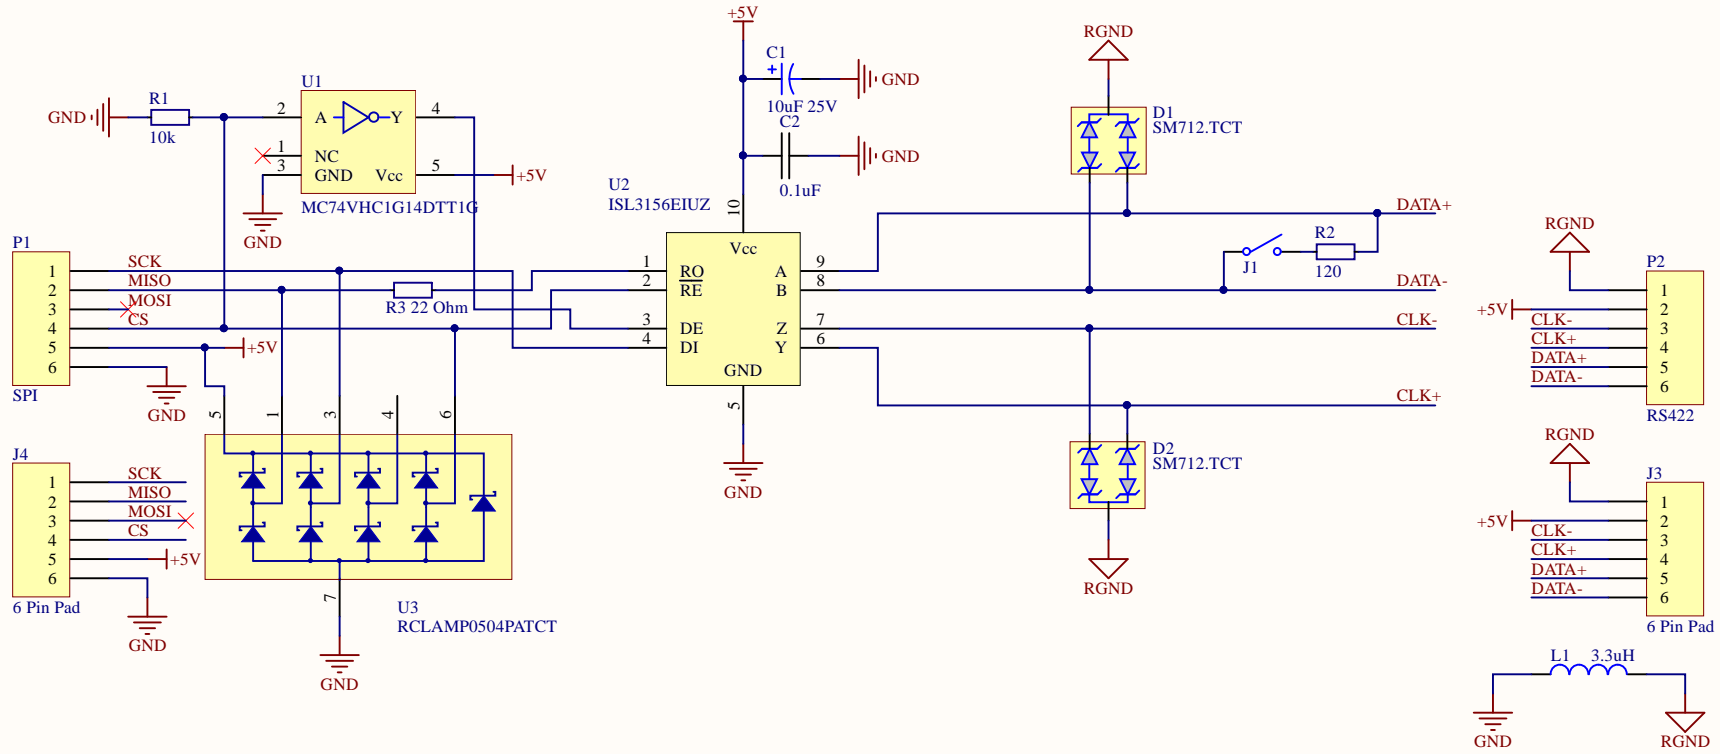 +5V
C1
+
GND
10uF 25V
C2
GND
0.1uF
U1
R1
GND
10k
2
A
Y
4
1
NC
3
GND
Vcc
5
+5V
MC74VHC1G14DTT1G
GND
P1
1
2
3
4
5
6
SPI
SCK
MISO
MOSI
CS
+5V
GND
R3 22 Ohm
J4
1
2
3
4
5
6
6 Pin Pad
SCK
MISO
MOSI
CS
+5V
GND
5
1
3
4
6
7
U3
RCLAMP0504PATCT
GND
U2
ISL3156EIUZ
10
Vcc
1
RO
2
RE
3
DE
4
DI
A
9
B
8
Z
7
Y
6
GND
5
GND
RGND
D1
SM712.TCT
DATA+
J1
R2
120
DATA-
CLK-
CLK+
D2
SM712.TCT
RGND
RGND
P2
+5V
CLK-
CLK+
DATA+
DATA-
1
2
3
4
5
6
RS422
RGND
J3
+5V
CLK-
CLK+
DATA+
DATA-
1
2
3
4
5
6
6 Pin Pad
L1 3.3uH
GND
RGND